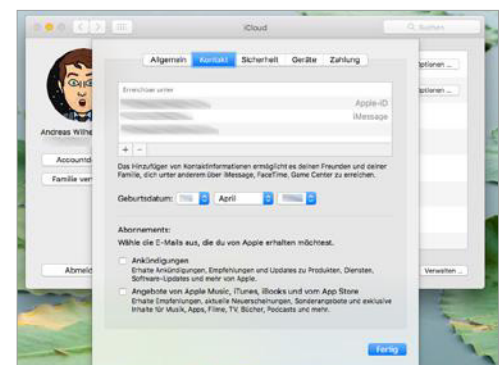 iCloud
Suchen
Allgemein Kontakt Sicherheit Geräte Zahlung
Optionen ...
Erreichbar unter
Optionen ...
Apple-ID
iMessage
Andreas Wilhe
+ −
Accountd
Das Hinzufügen von Kontaktinformationen ermöglicht es deinen Freunden und deiner
Familie, dich unter anderem über iMessage, FaceTime, Game Center zu erreichen.
Familie ver
Geburtsdatum: April
Abonnements:
Wähle die E-Mails aus, die du von Apple erhalten möchtest.
Ankündigungen
Erhalte Ankündigungen, Empfehlungen und Updates zu Produkten, Diensten,
Software-Updates und mehr von Apple.
Abmeld
Verwalten ...
Angebote von Apple Music, iTunes, iBooks und vom App Store
Erhalte Empfehlungen, aktuelle Neuerscheinungen, Sonderangebote und exklusive
Inhalte für Musik, Apps, Filme, TV, Bücher, Podcasts und mehr.
Fertig